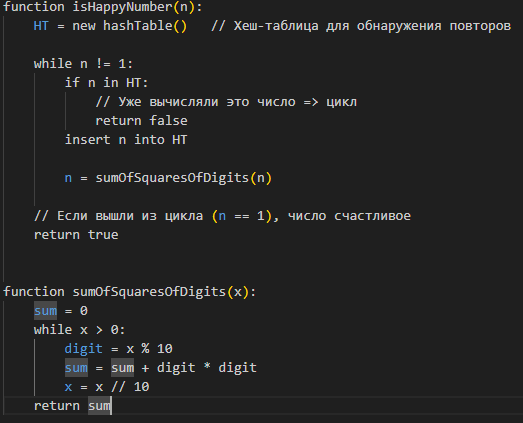 function isHappyNumber(n):
HT = new hashTable() // Хеш-таблица для обнаружения повторов
while n != 1:
if n in HT:
// Уже вычисляли это число => цикл
return false
insert n into HT
n = sumOfSquaresOfDigits(n)
// Если вышли из цикла (n == 1), число счастливое
return true
function sumOfSquaresOfDigits(x):
sum = 0
while x > 0:
digit = x % 10
sum = sum + digit * digit
x = x // 10
return sum